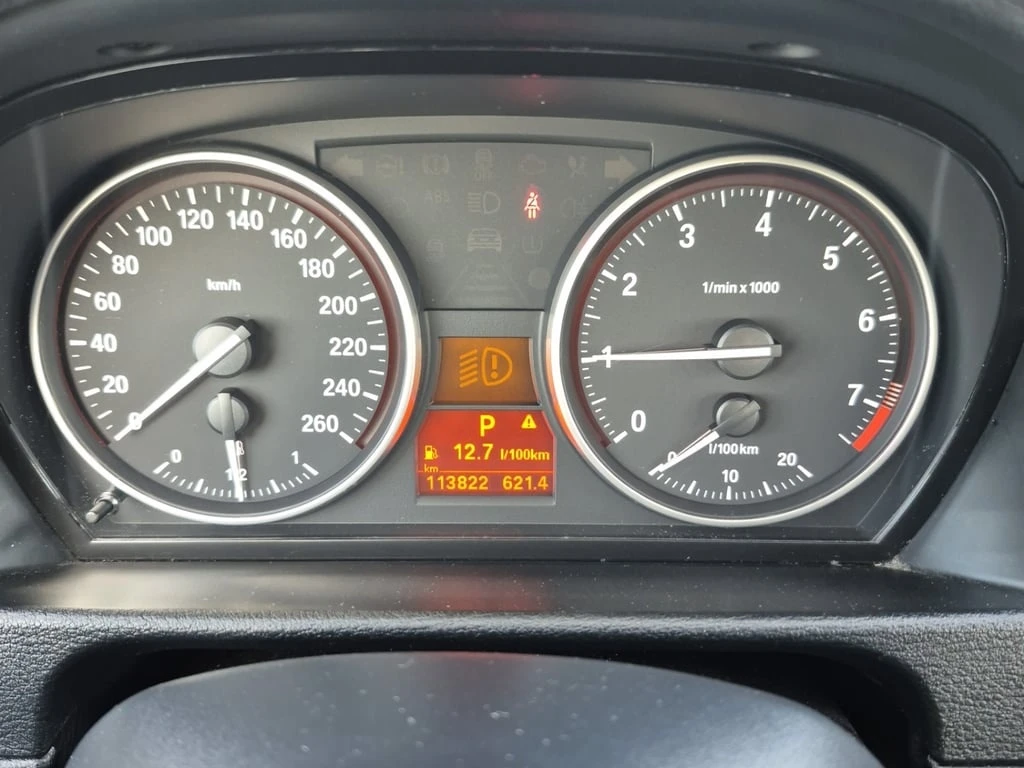 0 20 40 60 80 100 120 140 160 180 200 220 240 260
km/h
0 1/2 1
ABS
P
12.7 l/100km
km
113822 621.4
0 1 2 3 4 5 6 7
1/min x 1000
0 10 20
l/100km